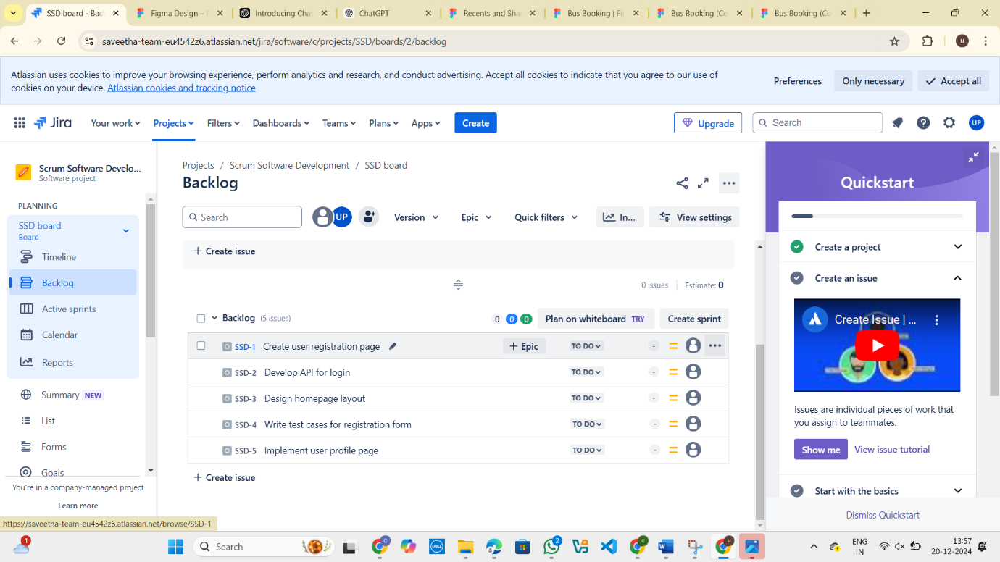 SSD board - Bac
Figma Design –
Introducing Chat
ChatGPT
Recents and Sha
Bus Booking | Fi
Bus Booking (Co
Bus Booking (Co
saveetha-team-eu4542z6.atlassian.net/jira/software/c/projects/SSD/boards/2/backlog
u
Atlassian uses cookies to improve your browsing experience, perform analytics and research, and conduct advertising. Accept all cookies to indicate that you agree to our use of
cookies on your device. Atlassian cookies and tracking notice
Preferences
Only necessary
Accept all
Jira
Your work
Projects
Filters
Dashboards
Teams
Plans
Apps
Create
Upgrade
Search
UP
Scrum Software Develo...
Software project
PLANNING
SSD board
Board
Timeline
Backlog
Active sprints
Calendar
Reports
Summary NEW
List
Forms
Goals
You're in a company-managed project
Learn more
https://saveetha-team-eu4542z6.atlassian.net/browse/SSD-1
Projects / Scrum Software Development / SSD board
Backlog
Search
UP
Version
Epic
Quick filters
In...
View settings
+ Create issue
0 issues
Estimate: 0
Backlog (5 issues)
0 0 0
Plan on whiteboard TRY
Create sprint
SSD-1 Create user registration page + Epic TO DO -
SSD-2 Develop API for login TO DO -
SSD-3 Design homepage layout TO DO -
SSD-4 Write test cases for registration form TO DO -
SSD-5 Implement user profile page TO DO -
+ Create issue
Quickstart
Create a project
Create an issue
Create Issue | ...
Issues are individual pieces of work that
you assign to teammates.
Show me
View issue tutorial
Start with the basics
Dismiss Quickstart
1
Search
DELL
2
ENG
IN
13:57
20-12-2024